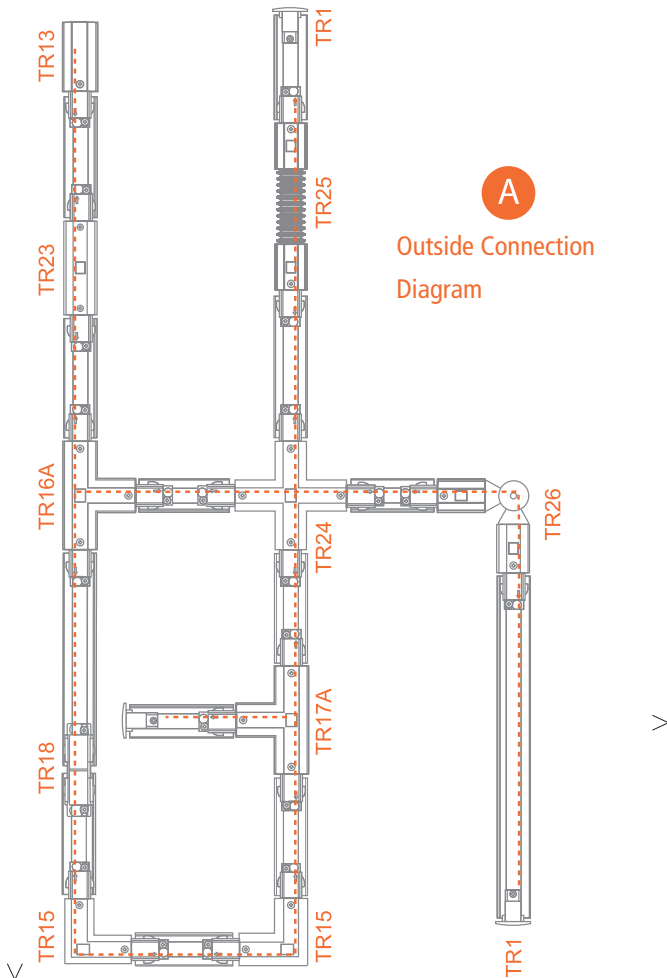 TR13
TR1
A
Outside Connection
Diagram
TR25
TR23
TR16A
TR24
TR26
TR17A
TR18
TR15
TR15
TR1